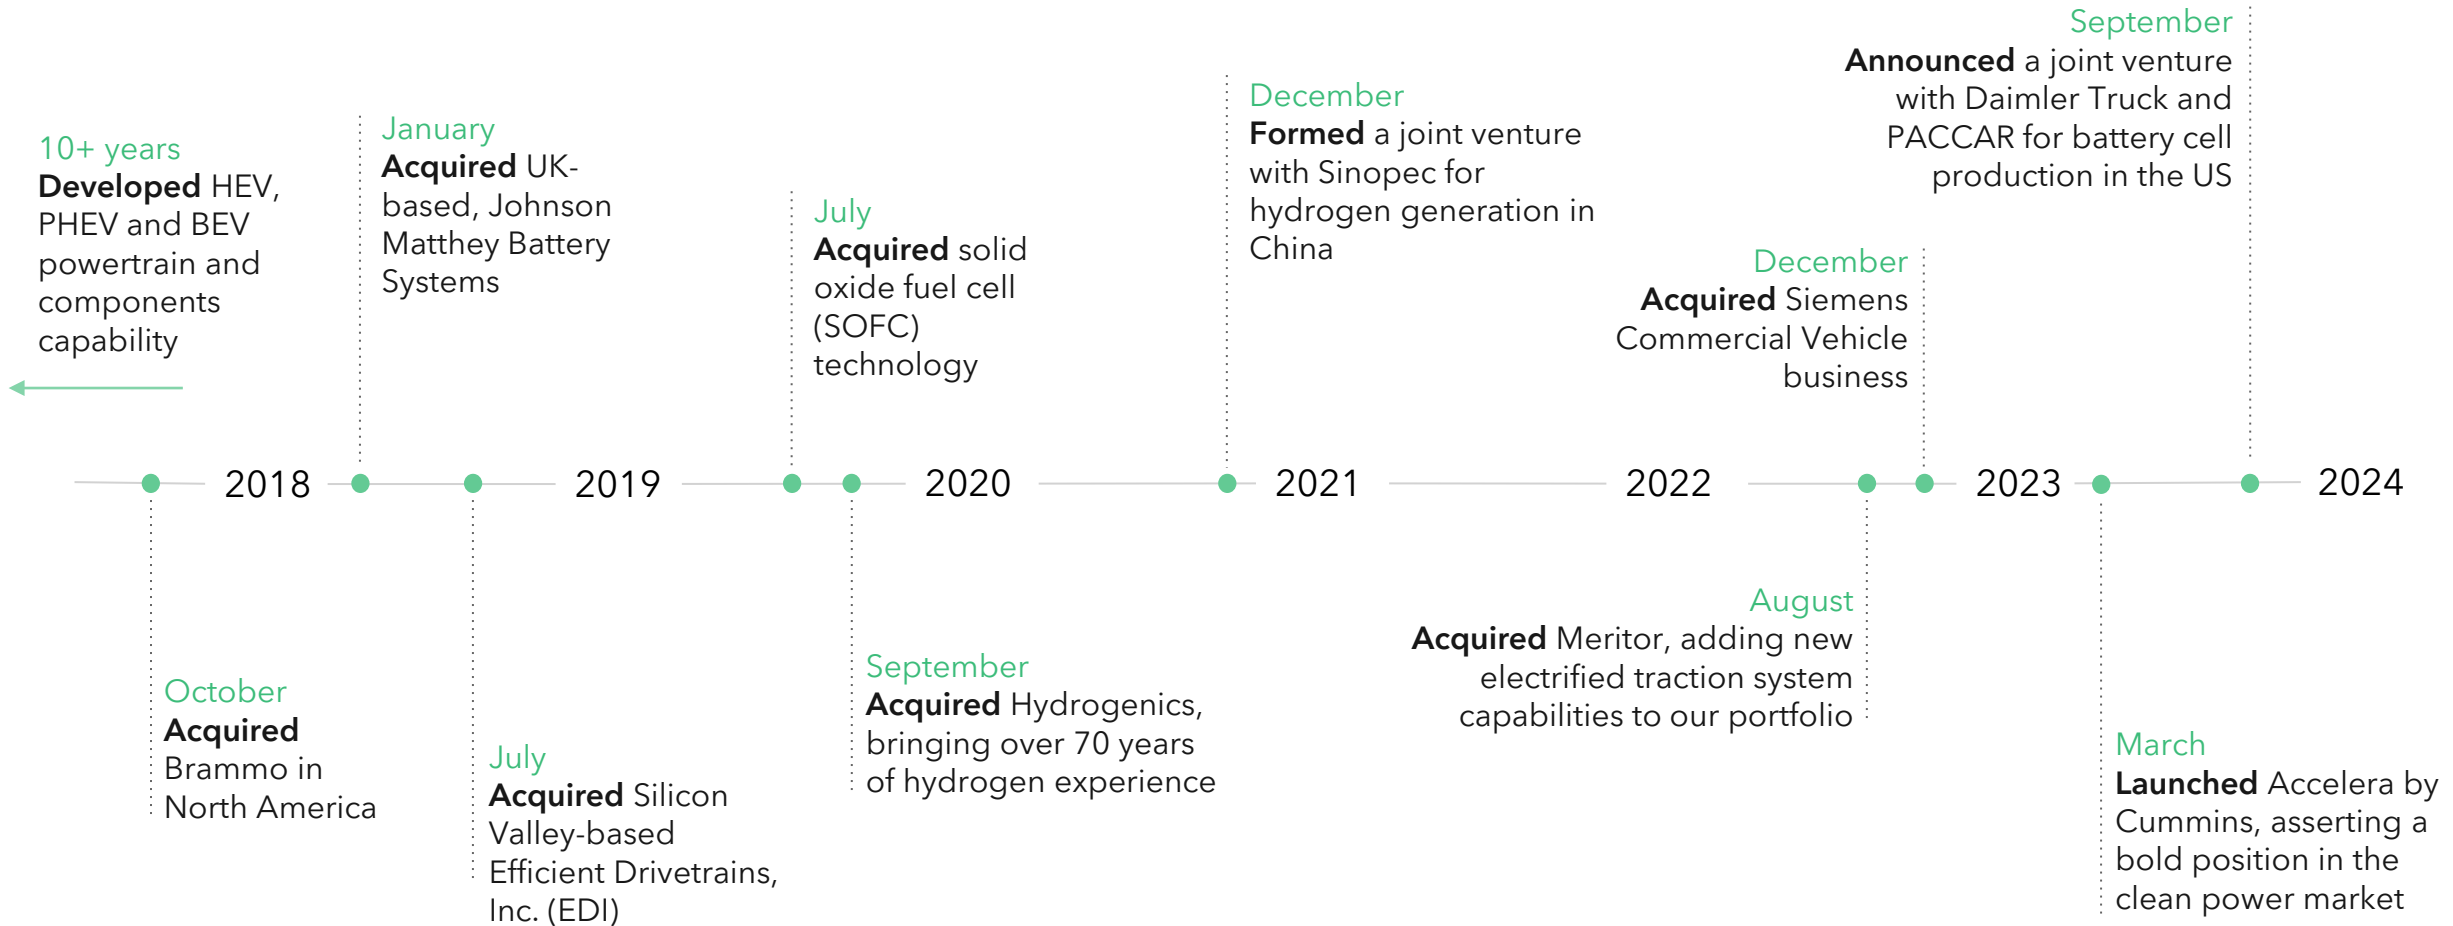 10+ years
Developed HEV,
PHEV and BEV
powertrain and
components
capability
January
Acquired UK-
based, Johnson
Matthey Battery
Systems
July
Acquired solid
oxide fuel cell
(SOFC)
technology
December
Formed a joint venture
with Sinopec for
hydrogen generation in
China
December
Acquired Siemens
Commercial Vehicle
business
September
Announced a joint venture
with Daimler Truck and
PACCAR for battery cell
production in the US
2018
2019
2020
2021
2022
2023
2024
October
Acquired
Brammo in
North America
July
Acquired Silicon
Valley-based
Efficient Drivetrains,
Inc. (EDI)
September
Acquired Hydrogenics,
bringing over 70 years
of hydrogen experience
August
Acquired Meritor, adding new
electrified traction system
capabilities to our portfolio
March
Launched Accelera by
Cummins, asserting a
bold position in the
clean power market